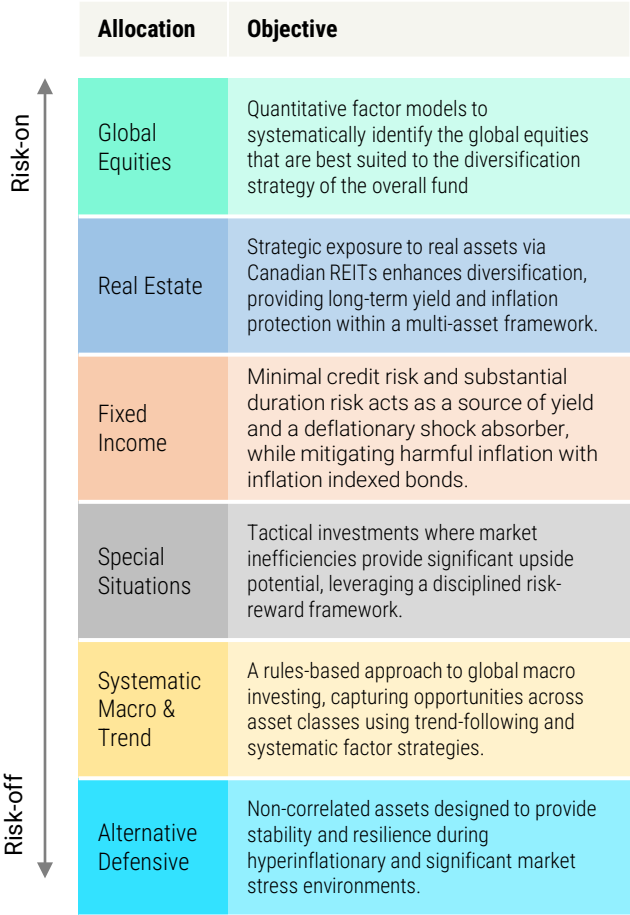 Allocation
Objective
Risk-on
Global
Equities
Quantitative factor models to
systematically identify the global equities
that are best suited to the diversification
strategy of the overall fund
Real Estate
Strategic exposure to real assets via
Canadian REITs enhances diversification,
providing long-term yield and inflation
protection within a multi-asset framework.
Fixed
Income
Minimal credit risk and substantial
duration risk acts as a source of yield
and a deflationary shock absorber,
while mitigating harmful inflation with
inflation indexed bonds.
Special
Situations
Tactical investments where market
inefficiencies provide significant upside
potential, leveraging a disciplined risk-
reward framework.
Systematic
Macro &
Trend
A rules-based approach to global macro
investing, capturing opportunities across
asset classes using trend-following and
systematic factor strategies.
Risk-off
Alternative
Defensive
Non-correlated assets designed to provide
stability and resilience during
hyperinflationary and significant market
stress environments.